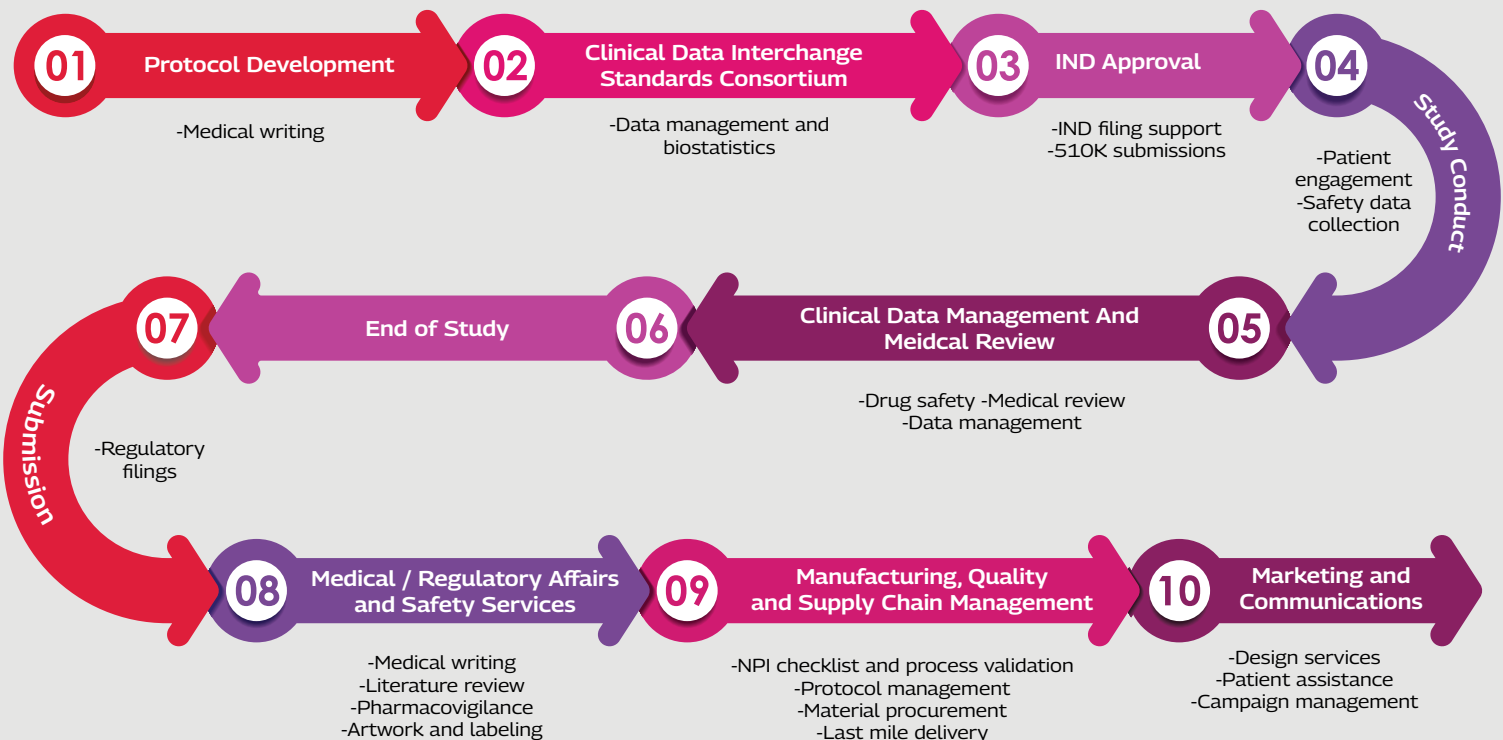 01
Protocol Development
-Medical writing
02
Clinical Data Interchange
Standards Consortium
-Data management and
biostatistics
03
IND Approval
-IND filing support
-510K submissions
04
Study Conduct
-Patient
engagement
-Safety data
collection
05
Clinical Data Management And
Meidcal Review
-Drug safety -Medical review
-Data management
06
End of Study
07
Submission
-Regulatory
filings
08
Medical / Regulatory Affairs
and Safety Services
-Medical writing
-Literature review
-Pharmacovigilance
-Artwork and labeling
09
Manufacturing, Quality
and Supply Chain Management
-NPI checklist and process validation
-Protocol management
-Material procurement
-Last mile delivery
10
Marketing and
Communications
-Design services
-Patient assistance
-Campaign management